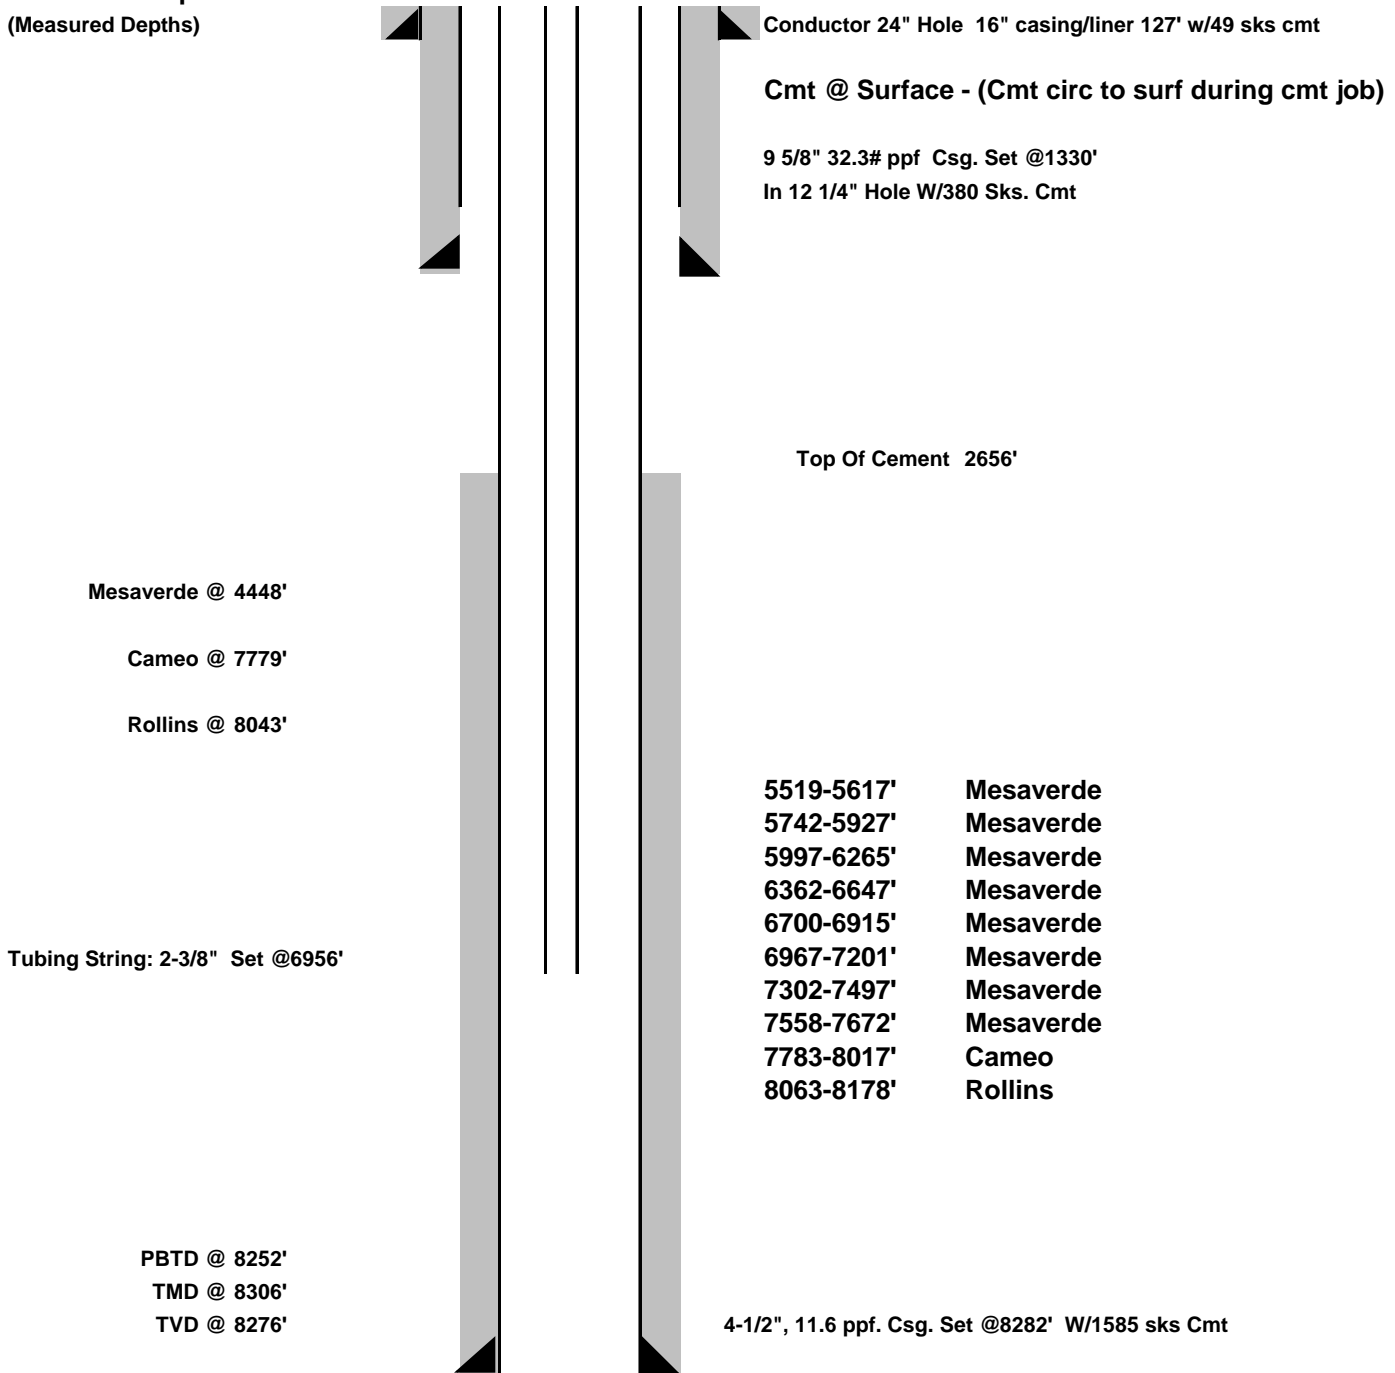 (Measured Depths)
Conductor 24" Hole  16" casing/liner 127' w/49 sks cmt
Cmt @ Surface - (Cmt circ to surf during cmt job)
9 5/8" 32.3# ppf  Csg. Set @1330'
In 12 1/4" Hole W/380 Sks. Cmt
Top Of Cement  2656'
Mesaverde @ 4448'
Cameo @ 7779'
Rollins @ 8043'
5519-5617' Mesaverde
5742-5927' Mesaverde
5997-6265' Mesaverde
6362-6647' Mesaverde
6700-6915' Mesaverde
6967-7201' Mesaverde
7302-7497' Mesaverde
7558-7672' Mesaverde
7783-8017' Cameo
8063-8178' Rollins
Tubing String: 2-3/8"  Set @6956'
PBTD @ 8252'
TMD @ 8306'
TVD @ 8276'
4-1/2", 11.6 ppf. Csg. Set @8282'  W/1585 sks Cmt